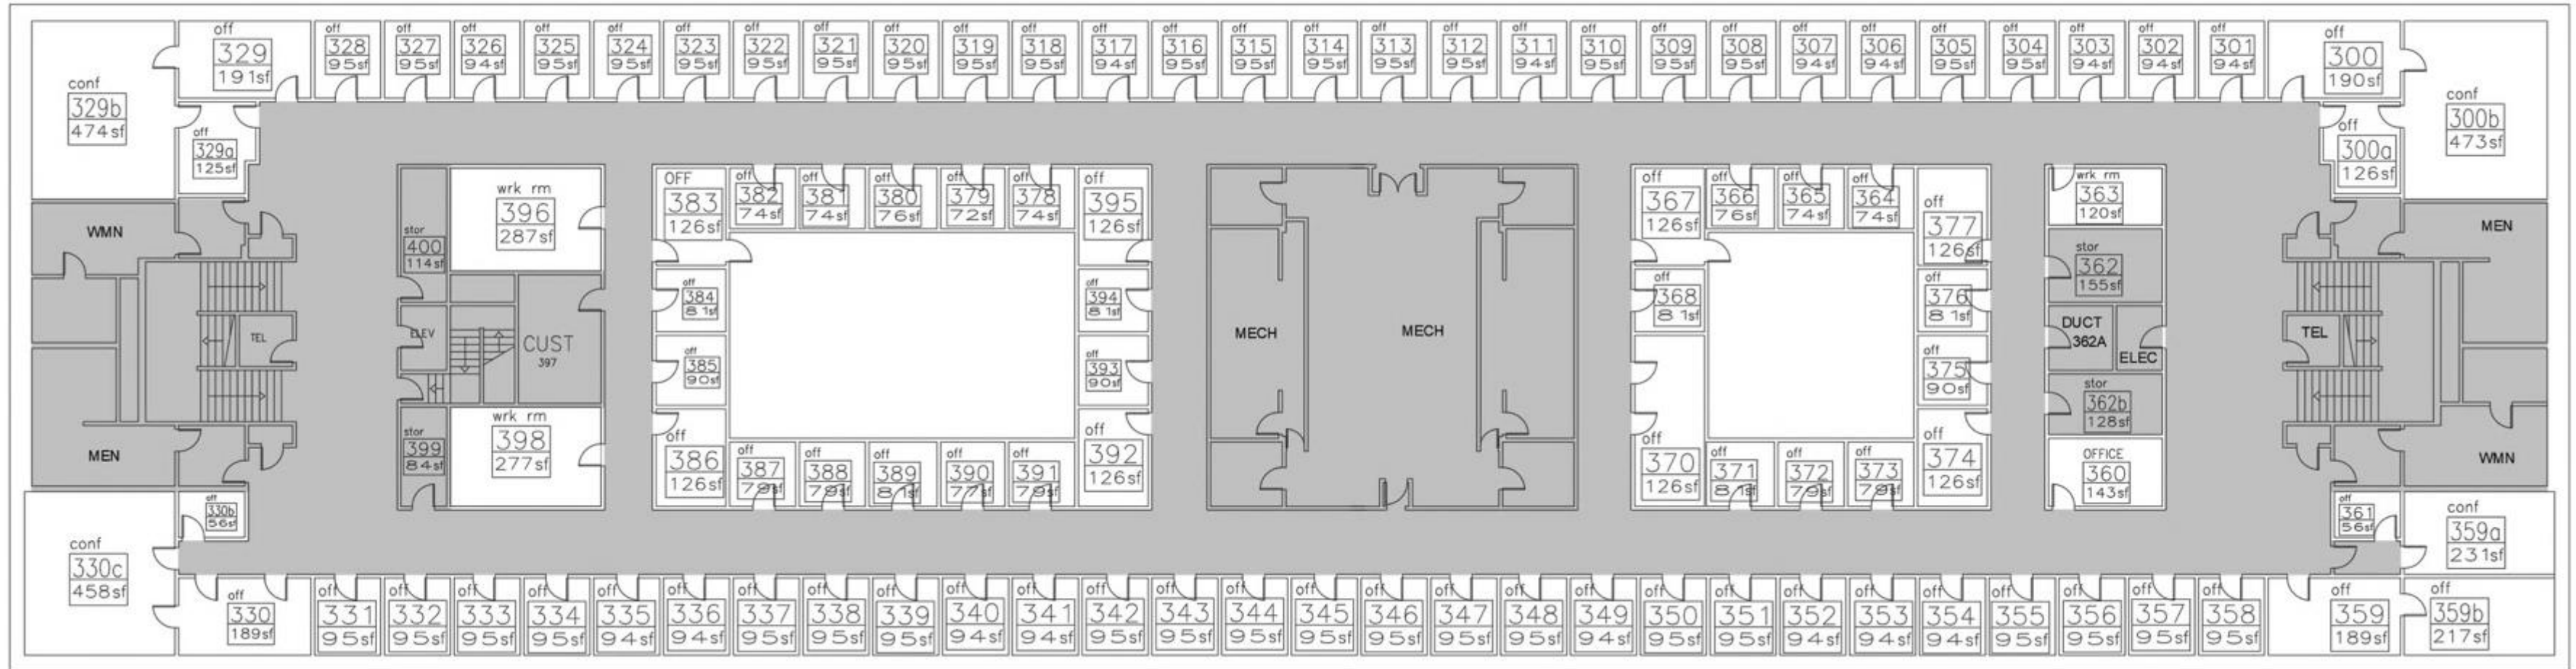 off
329
191sf
off
328
95sf
off
327
95sf
off
326
94sf
off
325
95sf
off
324
95sf
off
323
95sf
off
322
95sf
off
321
95sf
off
320
95sf
off
319
95sf
off
318
95sf
off
317
94sf
off
316
95sf
off
315
95sf
off
314
95sf
off
313
95sf
off
312
95sf
off
311
94sf
off
310
95sf
off
309
95sf
off
308
95sf
off
307
94sf
off
306
94sf
off
305
95sf
off
304
95sf
off
303
94sf
off
302
94sf
off
301
94sf
off
300
190sf
conf
329b
474sf
off
329a
125sf
conf
300b
473sf
off
300a
126sf
WMN
TEL
MEN
stor
400
114sf
wrk rm
396
287sf
ELEV
CUST
397
stor
399
84sf
wrk rm
398
277sf
OFF
383
126sf
off
382
74sf
off
381
74sf
off
380
76sf
off
379
72sf
off
378
74sf
off
395
126sf
off
384
81sf
off
394
81sf
off
385
90sf
off
393
90sf
off
386
126sf
off
387
79sf
off
388
79sf
off
389
81sf
off
390
77sf
off
391
79sf
off
392
126sf
MECH
MECH
off
367
126sf
off
366
76sf
off
365
74sf
off
364
74sf
off
377
126sf
off
368
81sf
off
376
81sf
off
375
90sf
off
370
126sf
off
371
81sf
off
372
79sf
off
373
79sf
off
374
126sf
wrk rm
363
120sf
stor
362
155sf
DUCT
362A
ELEC
stor
362b
128sf
OFFICE
360
143sf
MEN
TEL
WMN
off
330b
56sf
conf
330c
458sf
off
361
56sf
conf
359a
231sf
off
330
189sf
off
331
95sf
off
332
95sf
off
333
95sf
off
334
95sf
off
335
94sf
off
336
94sf
off
337
95sf
off
338
95sf
off
339
95sf
off
340
94sf
off
341
94sf
off
342
95sf
off
343
95sf
off
344
95sf
off
345
95sf
off
346
95sf
off
347
95sf
off
348
95sf
off
349
94sf
off
350
95sf
off
351
95sf
off
352
94sf
off
353
94sf
off
354
94sf
off
355
95sf
off
356
95sf
off
357
95sf
off
358
95sf
off
359
189sf
off
359b
217sf